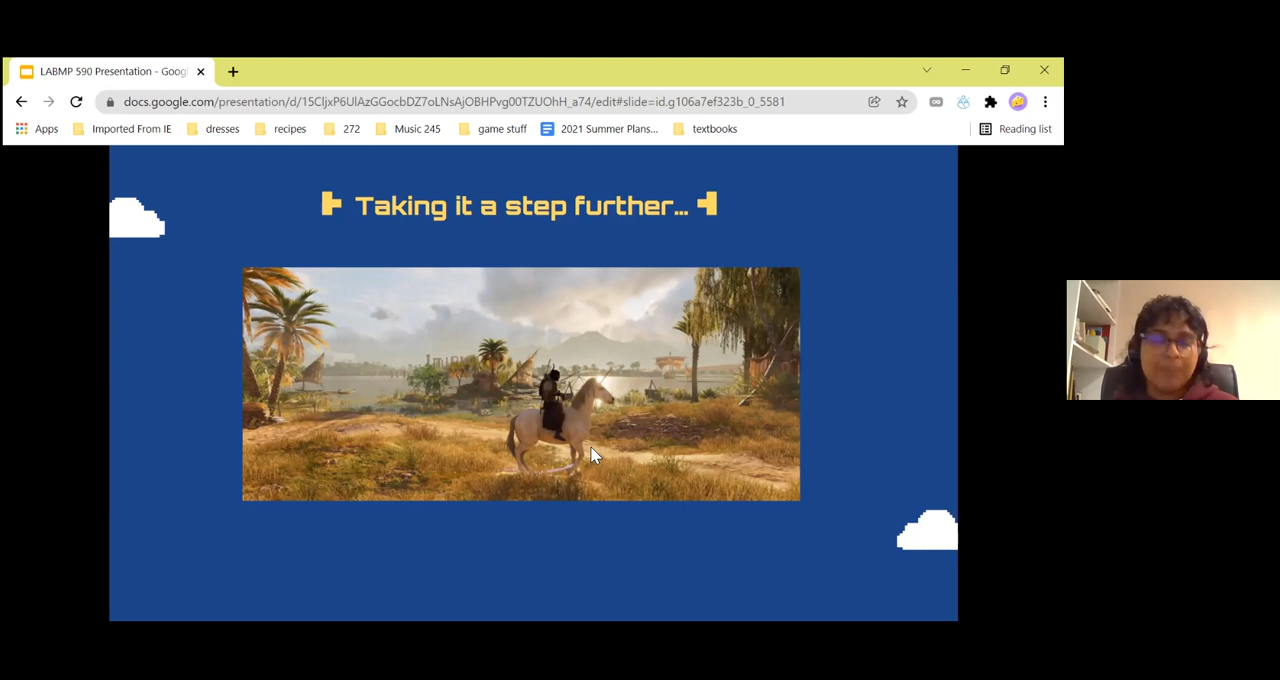 LABMP 590 Presentation - Goog
docs.google.com/presentation/d/15CljxP6UlAzGGocbDZ7oLNsAjOBHPvg00TZUOhH_a74/edit#slide=id.g106a7ef323b_0_5581
Apps Imported From IE dresses recipes 272 Music 245 game stuff 2021 Summer Plans... textbooks Reading list
Taking it a step further...